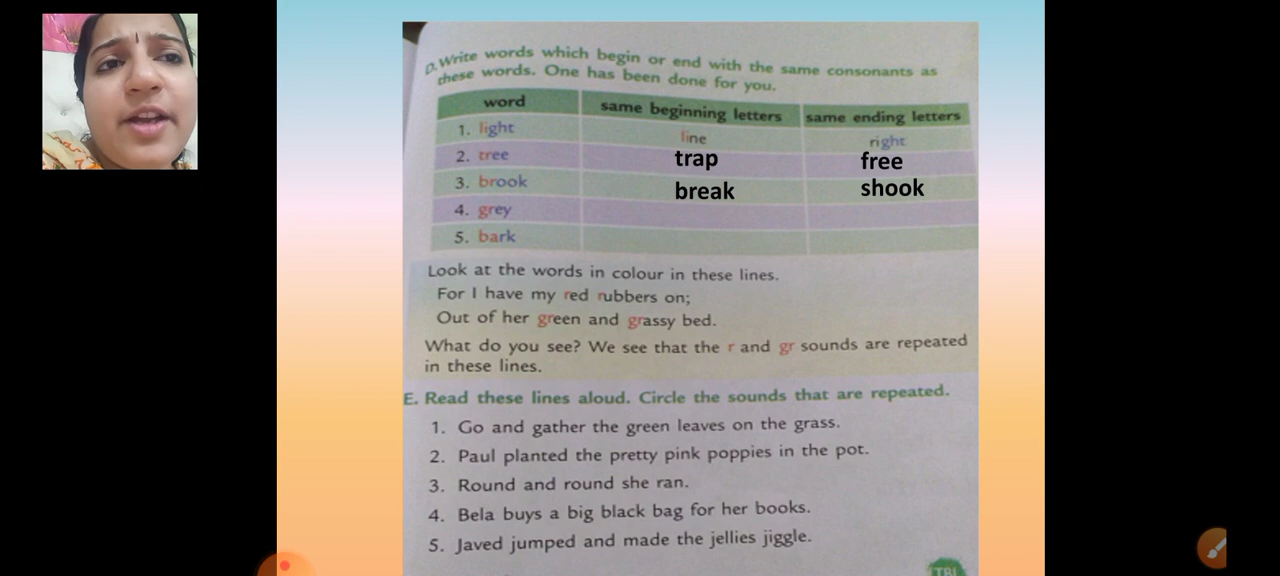 D. Write words which begin or end with the same consonants as
these words. One has been done for you.
word same beginning letters same ending letters
1. light line right
2. tree trap free
3. brook break shook
4. grey
5. bark
Look at the words in colour in these lines.
For I have my red rubbers on;
Out of her green and grassy bed.
What do you see? We see that the r and gr sounds are repeated
in these lines.
E. Read these lines aloud. Circle the sounds that are repeated.
1. Go and gather the green leaves on the grass.
2. Paul planted the pretty pink poppies in the pot.
3. Round and round she ran.
4. Bela buys a big black bag for her books.
5. Javed jumped and made the jellies jiggle.